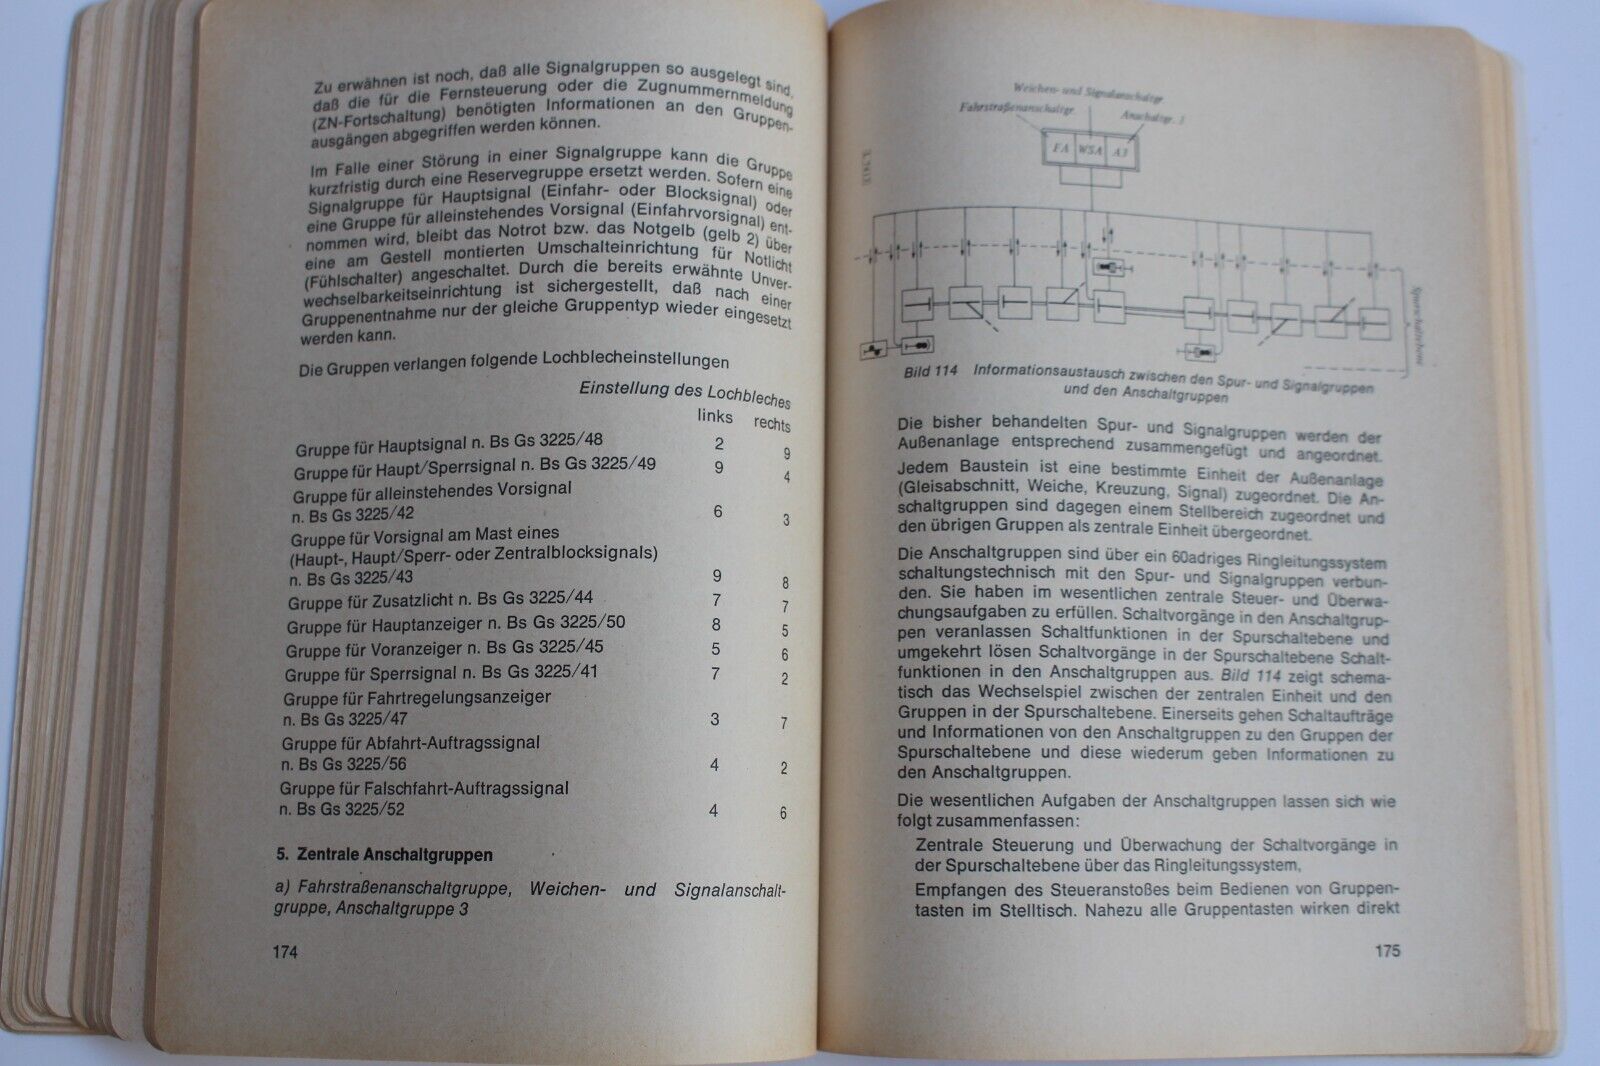 Zu erwähnen ist noch, daß alle Signalgruppen so ausgelegt sind,
daß die für die Fernsteuerung oder die Zugnummernmeldung
(ZN-Fortschaltung) benötigten Informationen an den Gruppen-
ausgängen abgegriffen werden können.
Im Falle einer Störung in einer Signalgruppe kann die Gruppe
kurzfristig durch eine Reservegruppe ersetzt werden. Sofern eine
Signalgruppe für Hauptsignal (Einfahr- oder Blocksignal) oder
eine Gruppe für alleinstehendes Vorsignal (Einfahrvorsignal) ent-
nommen wird, bleibt das Notrot bzw. das Notgelb (gelb 2) über
eine am Gestell montierten Umschalteinrichtung für Notlicht
(Fühlschalter) angeschaltet. Durch die bereits erwähnte Unver-
wechselbarkeitseinrichtung ist sichergestellt, daß nach einer
Gruppenentnahme nur der gleiche Gruppentyp wieder eingesetzt
werden kann.
Die Gruppen verlangen folgende Lochblecheinstellungen
Einstellung des Lochbleches
links rechts
Gruppe für Hauptsignal n. Bs Gs 3225/48 2 9
Gruppe für Haupt/Sperrsignal n. Bs Gs 3225/49 9 4
Gruppe für alleinstehendes Vorsignal
n. Bs Gs 3225/42 6 3
Gruppe für Vorsignal am Mast eines
(Haupt-, Haupt/Sperr- oder Zentralblocksignals)
n. Bs Gs 3225/43 9 8
Gruppe für Zusatzlicht n. Bs Gs 3225/44 7 7
Gruppe für Hauptanzeiger n. Bs Gs 3225/50 8 5
Gruppe für Voranzeiger n. Bs Gs 3225/45 5 6
Gruppe für Sperrsignal n. Bs Gs 3225/41 7 2
Gruppe für Fahrtregelungsanzeiger
n. Bs Gs 3225/47 3 7
Gruppe für Abfahrt-Auftragssignal
n. Bs Gs 3225/56 4 2
Gruppe für Falschfahrt-Auftragssignal
n. Bs Gs 3225/52 4 6
5. Zentrale Anschaltgruppen
a) Fahrstraßenanschaltgruppe, Weichen- und Signalanschalt-
gruppe, Anschaltgruppe 3
174
Weichen- und Signalanschaltgr.
Fahrstraßenanschaltgr. Anschaltgr. 3
FA WSA A3
Spurschaltebene
Bild 114 Informationsaustausch zwischen den Spur- und Signalgruppen
und den Anschaltgruppen
Die bisher behandelten Spur- und Signalgruppen werden der
Außenanlage entsprechend zusammengefügt und angeordnet.
Jedem Baustein ist eine bestimmte Einheit der Außenanlage
(Gleisabschnitt, Weiche, Kreuzung, Signal) zugeordnet. Die An-
schaltgruppen sind dagegen einem Stellbereich zugeordnet und
den übrigen Gruppen als zentrale Einheit übergeordnet.
Die Anschaltgruppen sind über ein 60adriges Ringleitungssystem
schaltungstechnisch mit den Spur- und Signalgruppen verbun-
den. Sie haben im wesentlichen zentrale Steuer- und Überwa-
chungsaufgaben zu erfüllen. Schaltvorgänge in den Anschaltgrup-
pen veranlassen Schaltfunktionen in der Spurschaltebene und
umgekehrt lösen Schaltvorgänge in der Spurschaltebene Schalt-
funktionen in den Anschaltgruppen aus. Bild 114 zeigt schema-
tisch das Wechselspiel zwischen der zentralen Einheit und den
Gruppen in der Spurschaltebene. Einerseits gehen Schaltaufträge
und Informationen von den Anschaltgruppen zu den Gruppen der
Spurschaltebene und diese wiederum geben Informationen zu
den Anschaltgruppen.
Die wesentlichen Aufgaben der Anschaltgruppen lassen sich wie
folgt zusammenfassen:
Zentrale Steuerung und Überwachung der Schaltvorgänge in
der Spurschaltebene über das Ringleitungssystem,
Empfangen des Steueranstoßes beim Bedienen von Gruppen-
tasten im Stelltisch. Nahezu alle Gruppentasten wirken direkt
175